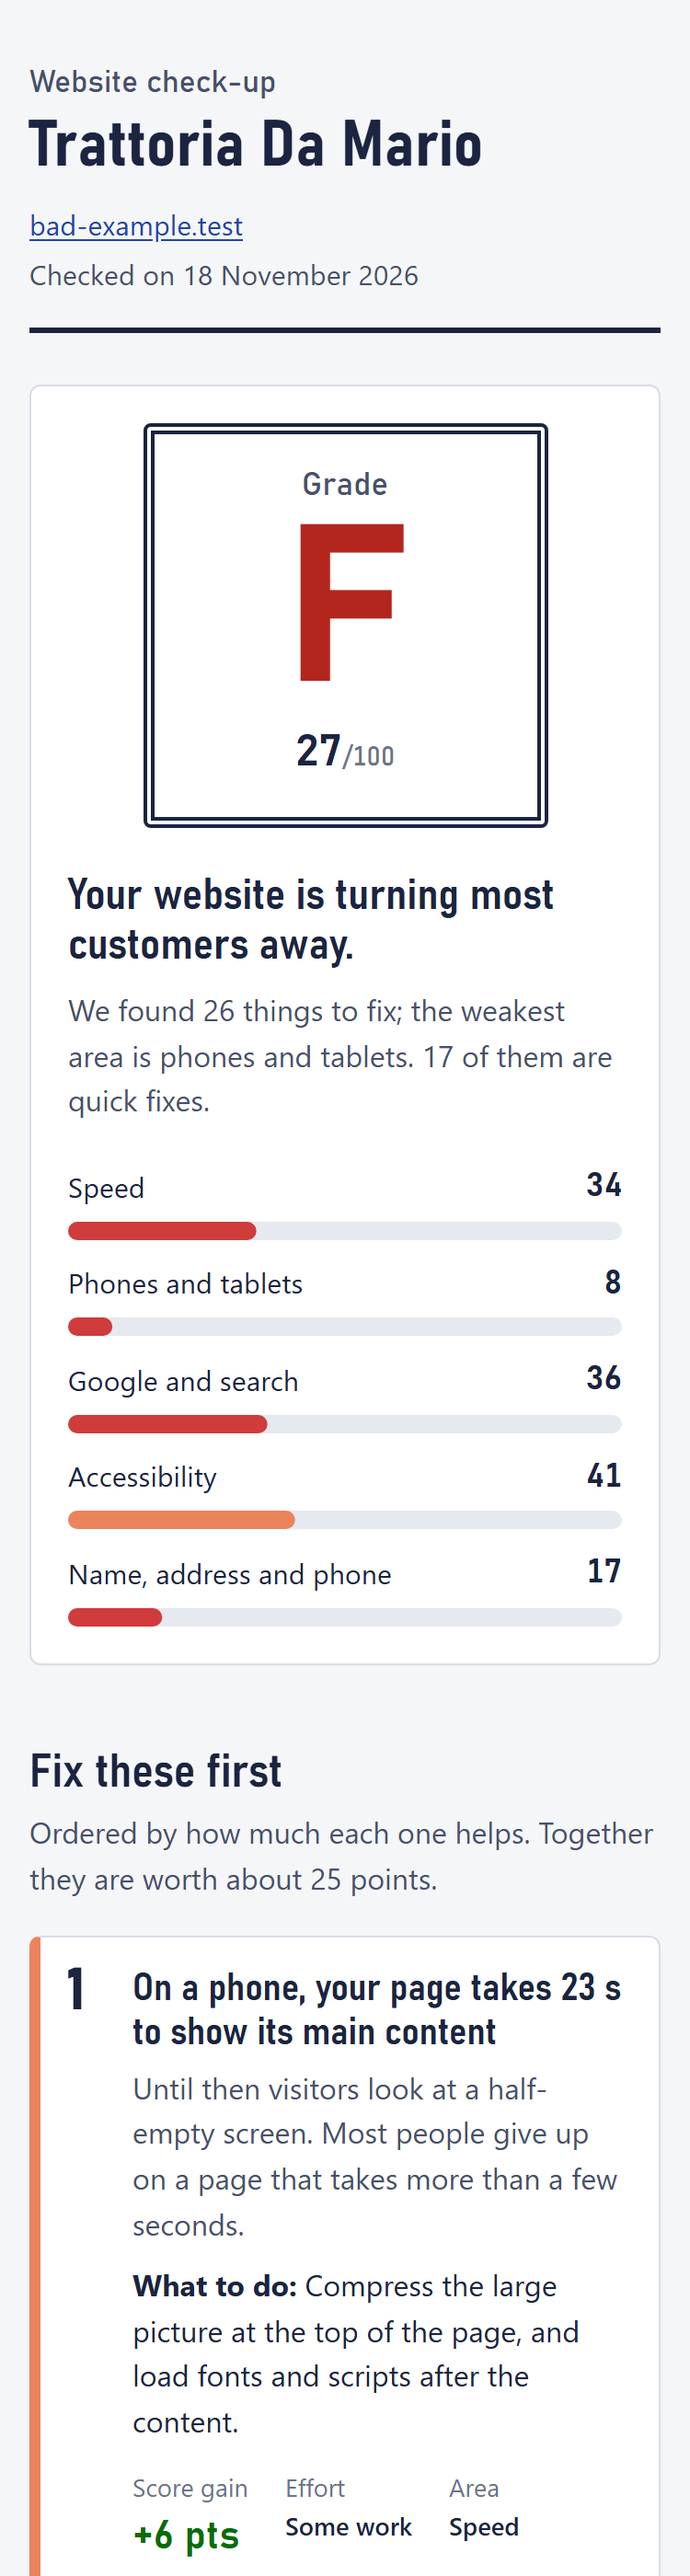 Website check-up
Trattoria Da Mario
bad-example.test
Checked on 18 November 2026
Grade
F
27/100
Your website is turning most
customers away.
We found 26 things to fix; the weakest
area is phones and tablets. 17 of them are
quick fixes.
Speed 34
Phones and tablets 8
Google and search 36
Accessibility 41
Name, address and phone 17
Fix these first
Ordered by how much each one helps. Together
they are worth about 25 points.
1 On a phone, your page takes 23 s
to show its main content
Until then visitors look at a half-
empty screen. Most people give up
on a page that takes more than a few
seconds.
What to do: Compress the large
picture at the top of the page, and
load fonts and scripts after the
content.
Score gain Effort Area
+6 pts Some work Speed